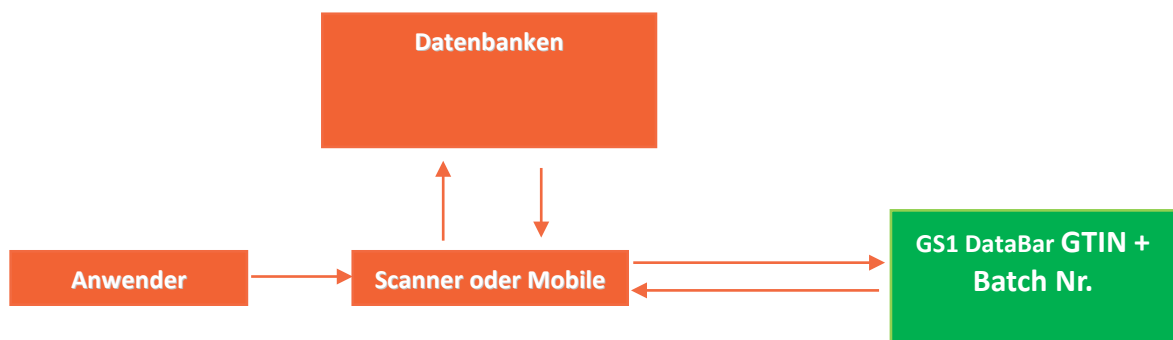 Datenbanken
Anwender
Scanner oder Mobile
GS1 DataBar GTIN +
Batch Nr.